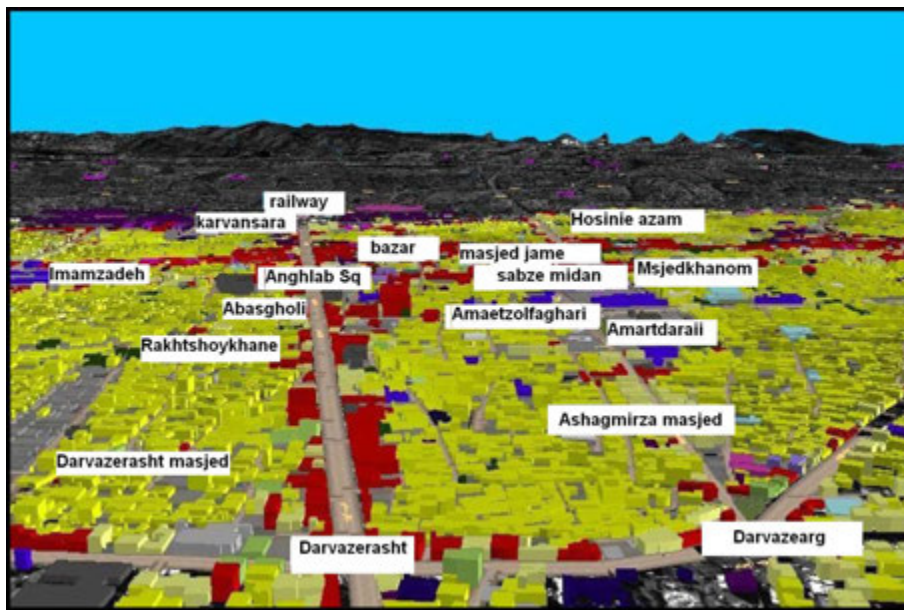 railway
karvansara
Hosinie azam
bazar
masjed jame
Imamzadeh
Anghlab Sq
sabze midan
Msjedkhanom
Abasgholi
Amaetzolfaghari
Amartdaraii
Rakhtshoykhane
Ashagmirza masjed
Darvazerasht masjed
Darvazerasht
Darvazearg